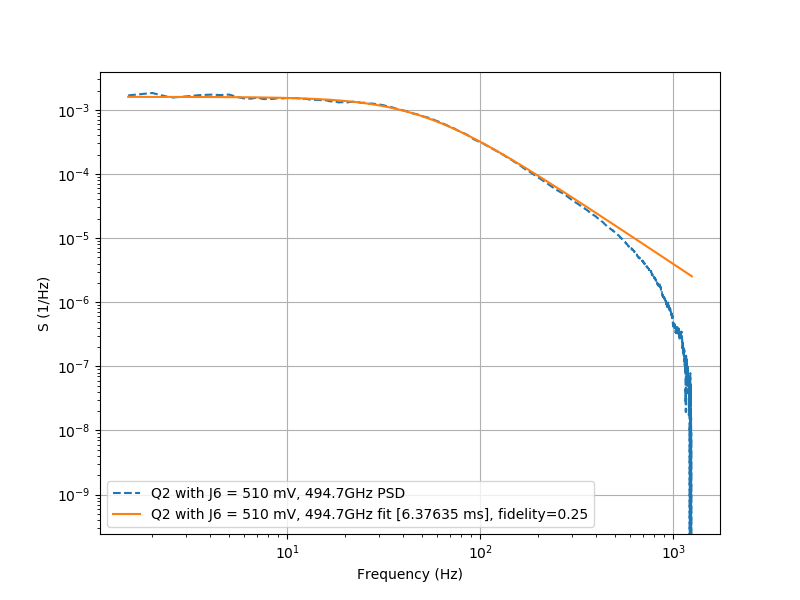 10⁻³
10⁻⁴
10⁻⁵
10⁻⁶
10⁻⁷
10⁻⁸
10⁻⁹
S (1/Hz)
Q2 with J6 = 510 mV, 494.7GHz PSD
Q2 with J6 = 510 mV, 494.7GHz fit [6.37635 ms], fidelity=0.25
10¹ 10² 10³
Frequency (Hz)